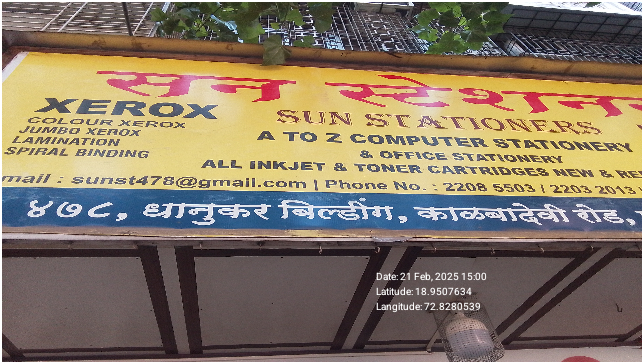 सन स्टेशनर
XEROX
COLOUR XEROX
JUMBO XEROX
LAMINATION
SPIRAL BINDING
SUN STATIONERS
A TO Z COMPUTER STATIONERY
& OFFICE STATIONERY
ALL INKJET & TONER CARTRIDGES NEW & RE
mail : sunst478@gmail.com | Phone No. : 2208 5503 / 2203 2013
४७८, धानुकर बिल्डींग, काळबादेवी रोड,
Date: 21 Feb, 2025 15:00
Latitude: 18.9507634
Langitude: 72.8280539